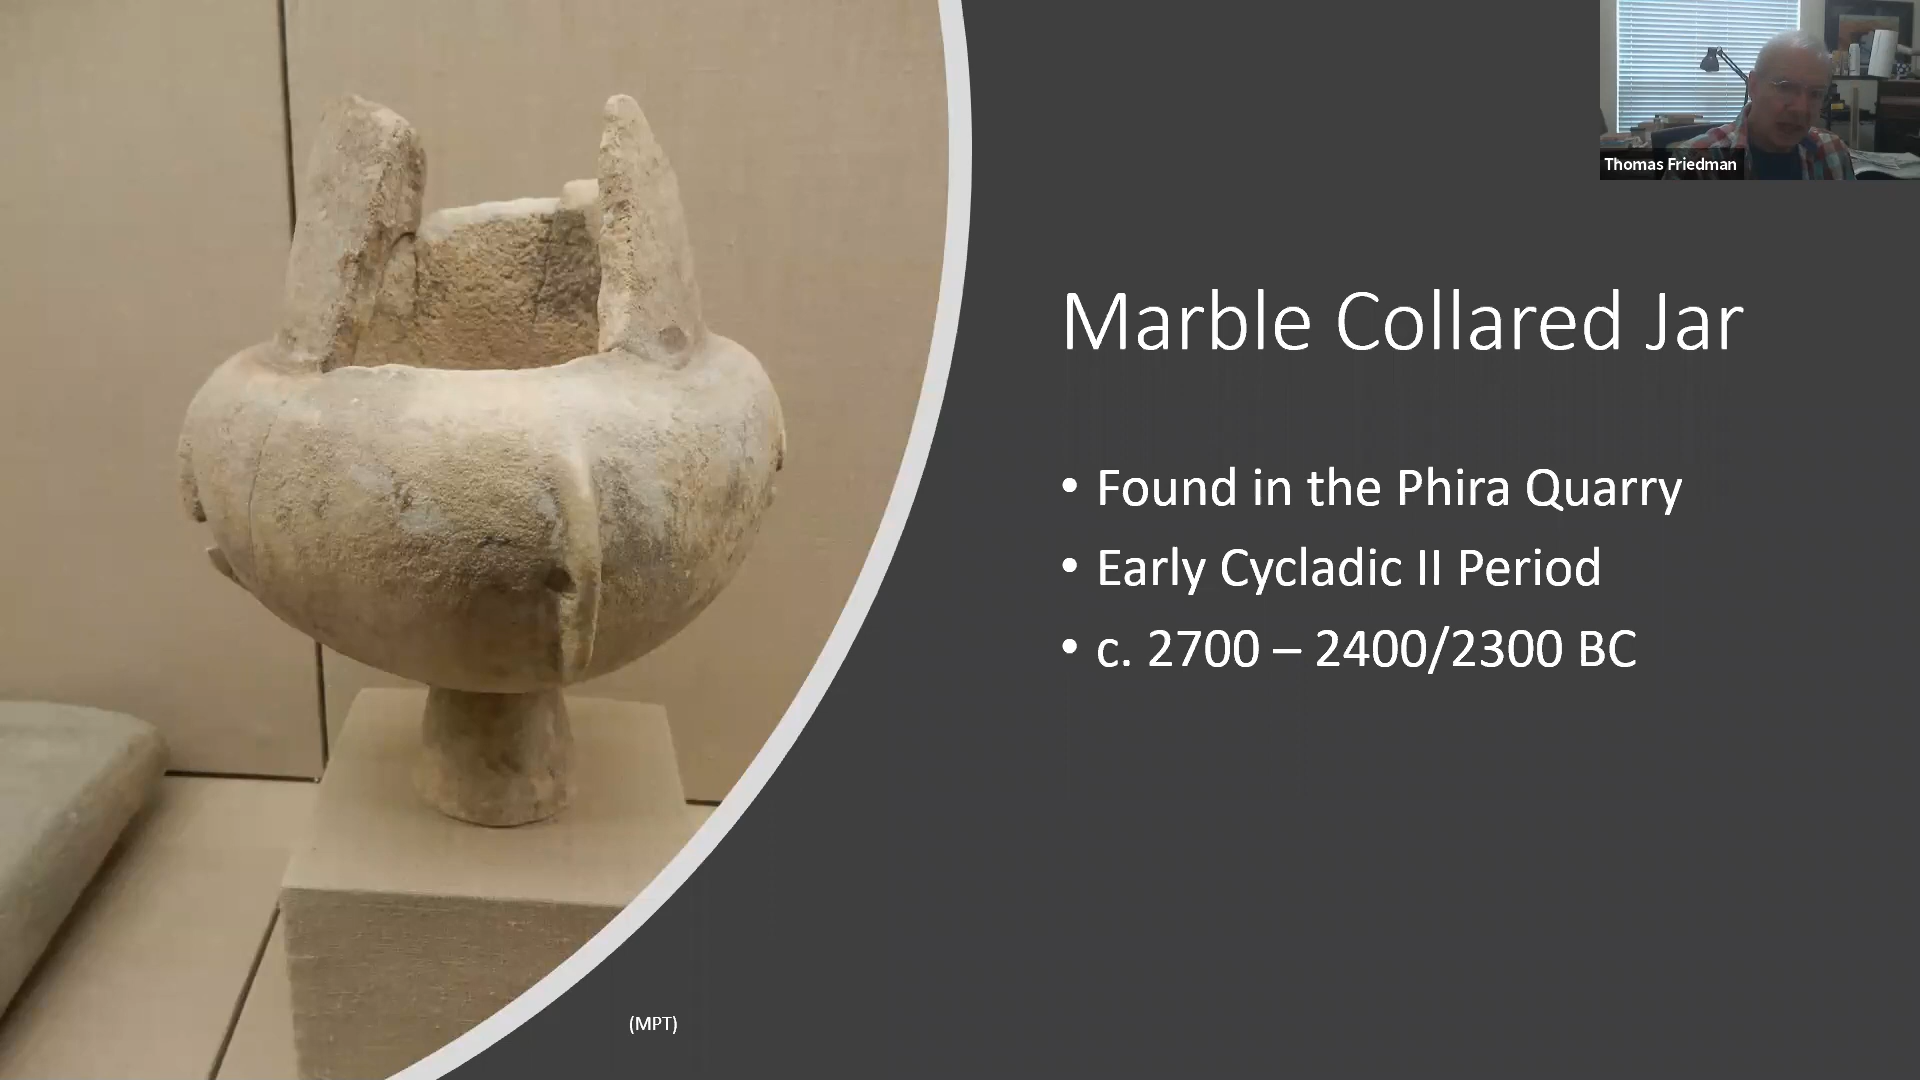 Thomas Friedman
Marble Collared Jar
• Found in the Phira Quarry
• Early Cycladic II Period
• c. 2700 – 2400/2300 BC
(MPT)